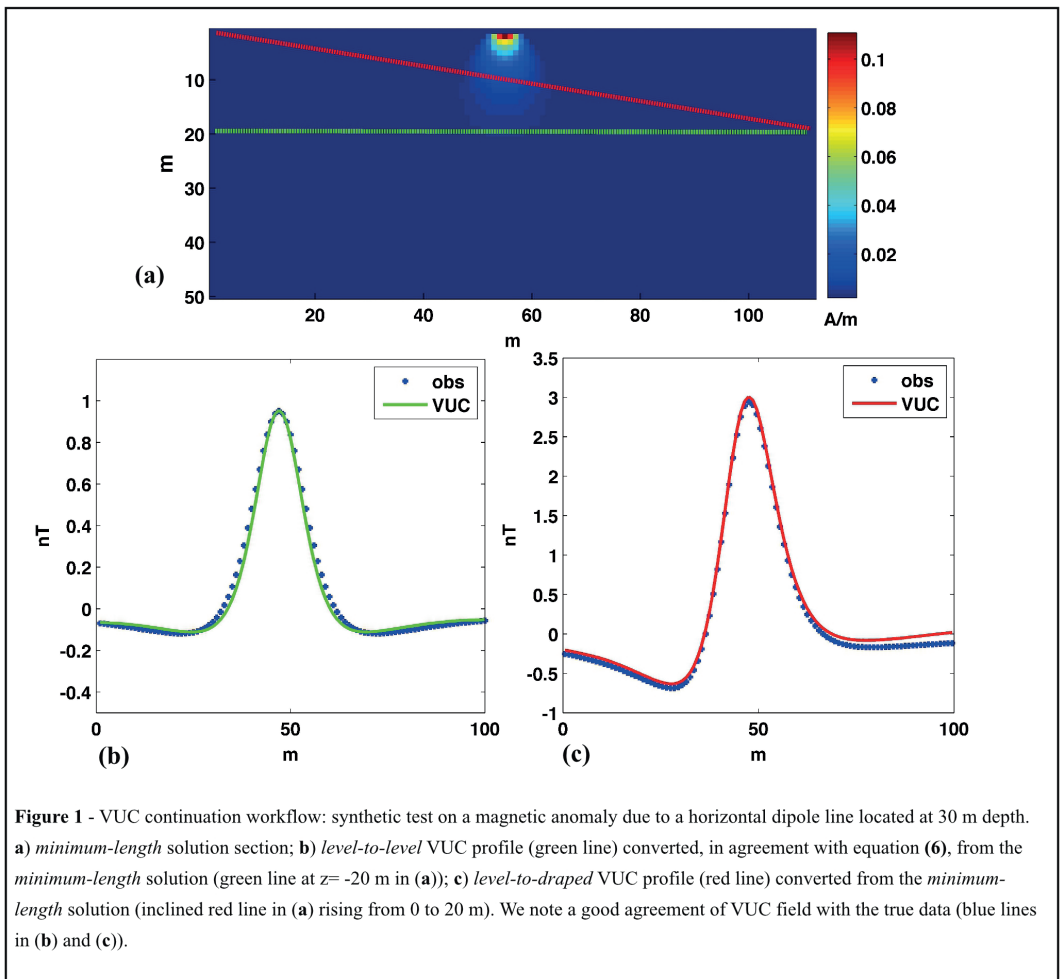 10
20
30
40
50
m
(a)
20
40
60
80
100
m
0.1
0.08
0.06
0.04
0.02
A/m
1
0.8
0.6
0.4
0.2
0
-0.2
-0.4
nT
obs
VUC
0
50
100
m
(b)
3.5
3
2.5
2
1.5
1
0.5
0
-0.5
-1
nT
obs
VUC
0
50
100
m
(c)
Figure 1 - VUC continuation workflow: synthetic test on a magnetic anomaly due to a horizontal dipole line located at 30 m depth.
a) minimum-length solution section; b) level-to-level VUC profile (green line) converted, in agreement with equation (6), from the
minimum-length solution (green line at z= -20 m in (a)); c) level-to-draped VUC profile (red line) converted from the minimum-
length solution (inclined red line in (a) rising from 0 to 20 m). We note a good agreement of VUC field with the true data (blue lines
in (b) and (c)).